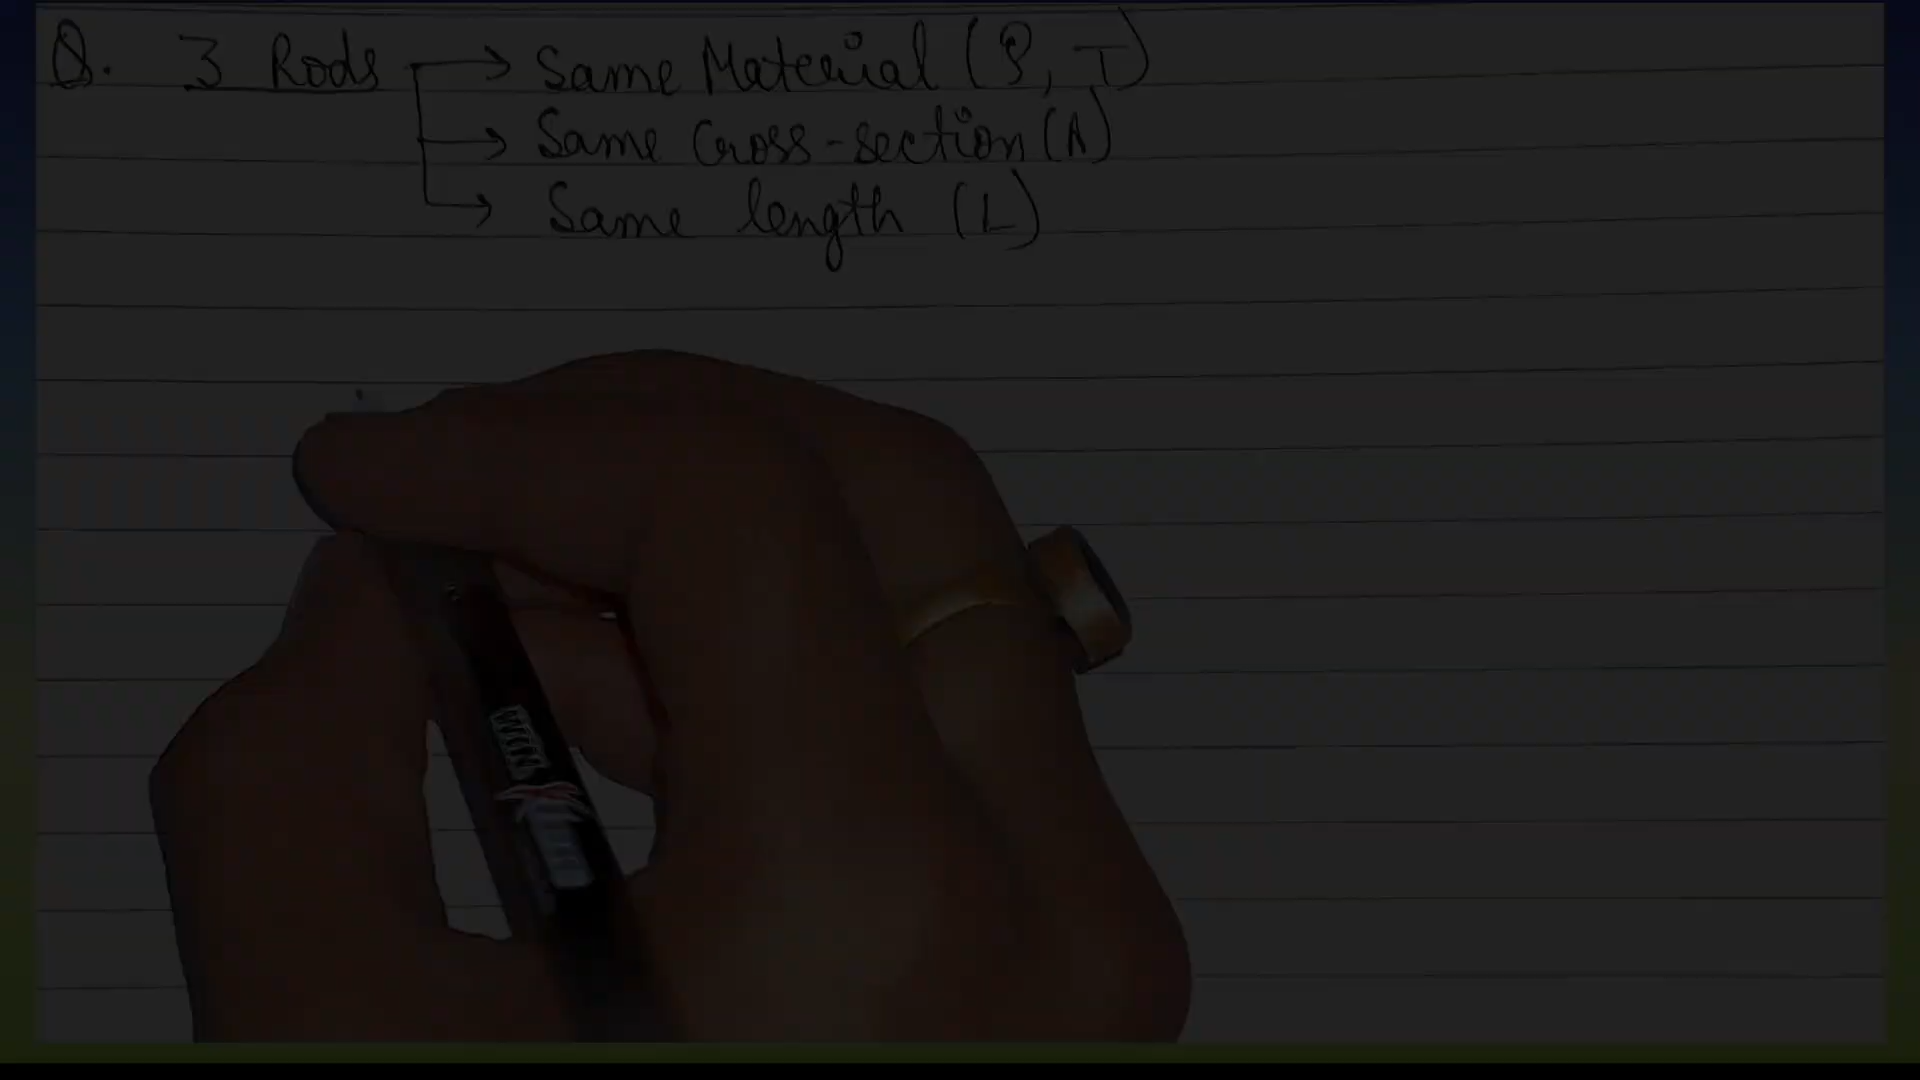 Q. 3 Rods → Same Material (ρ, T)
→ Same Cross-section (A)
→ Same length (L)